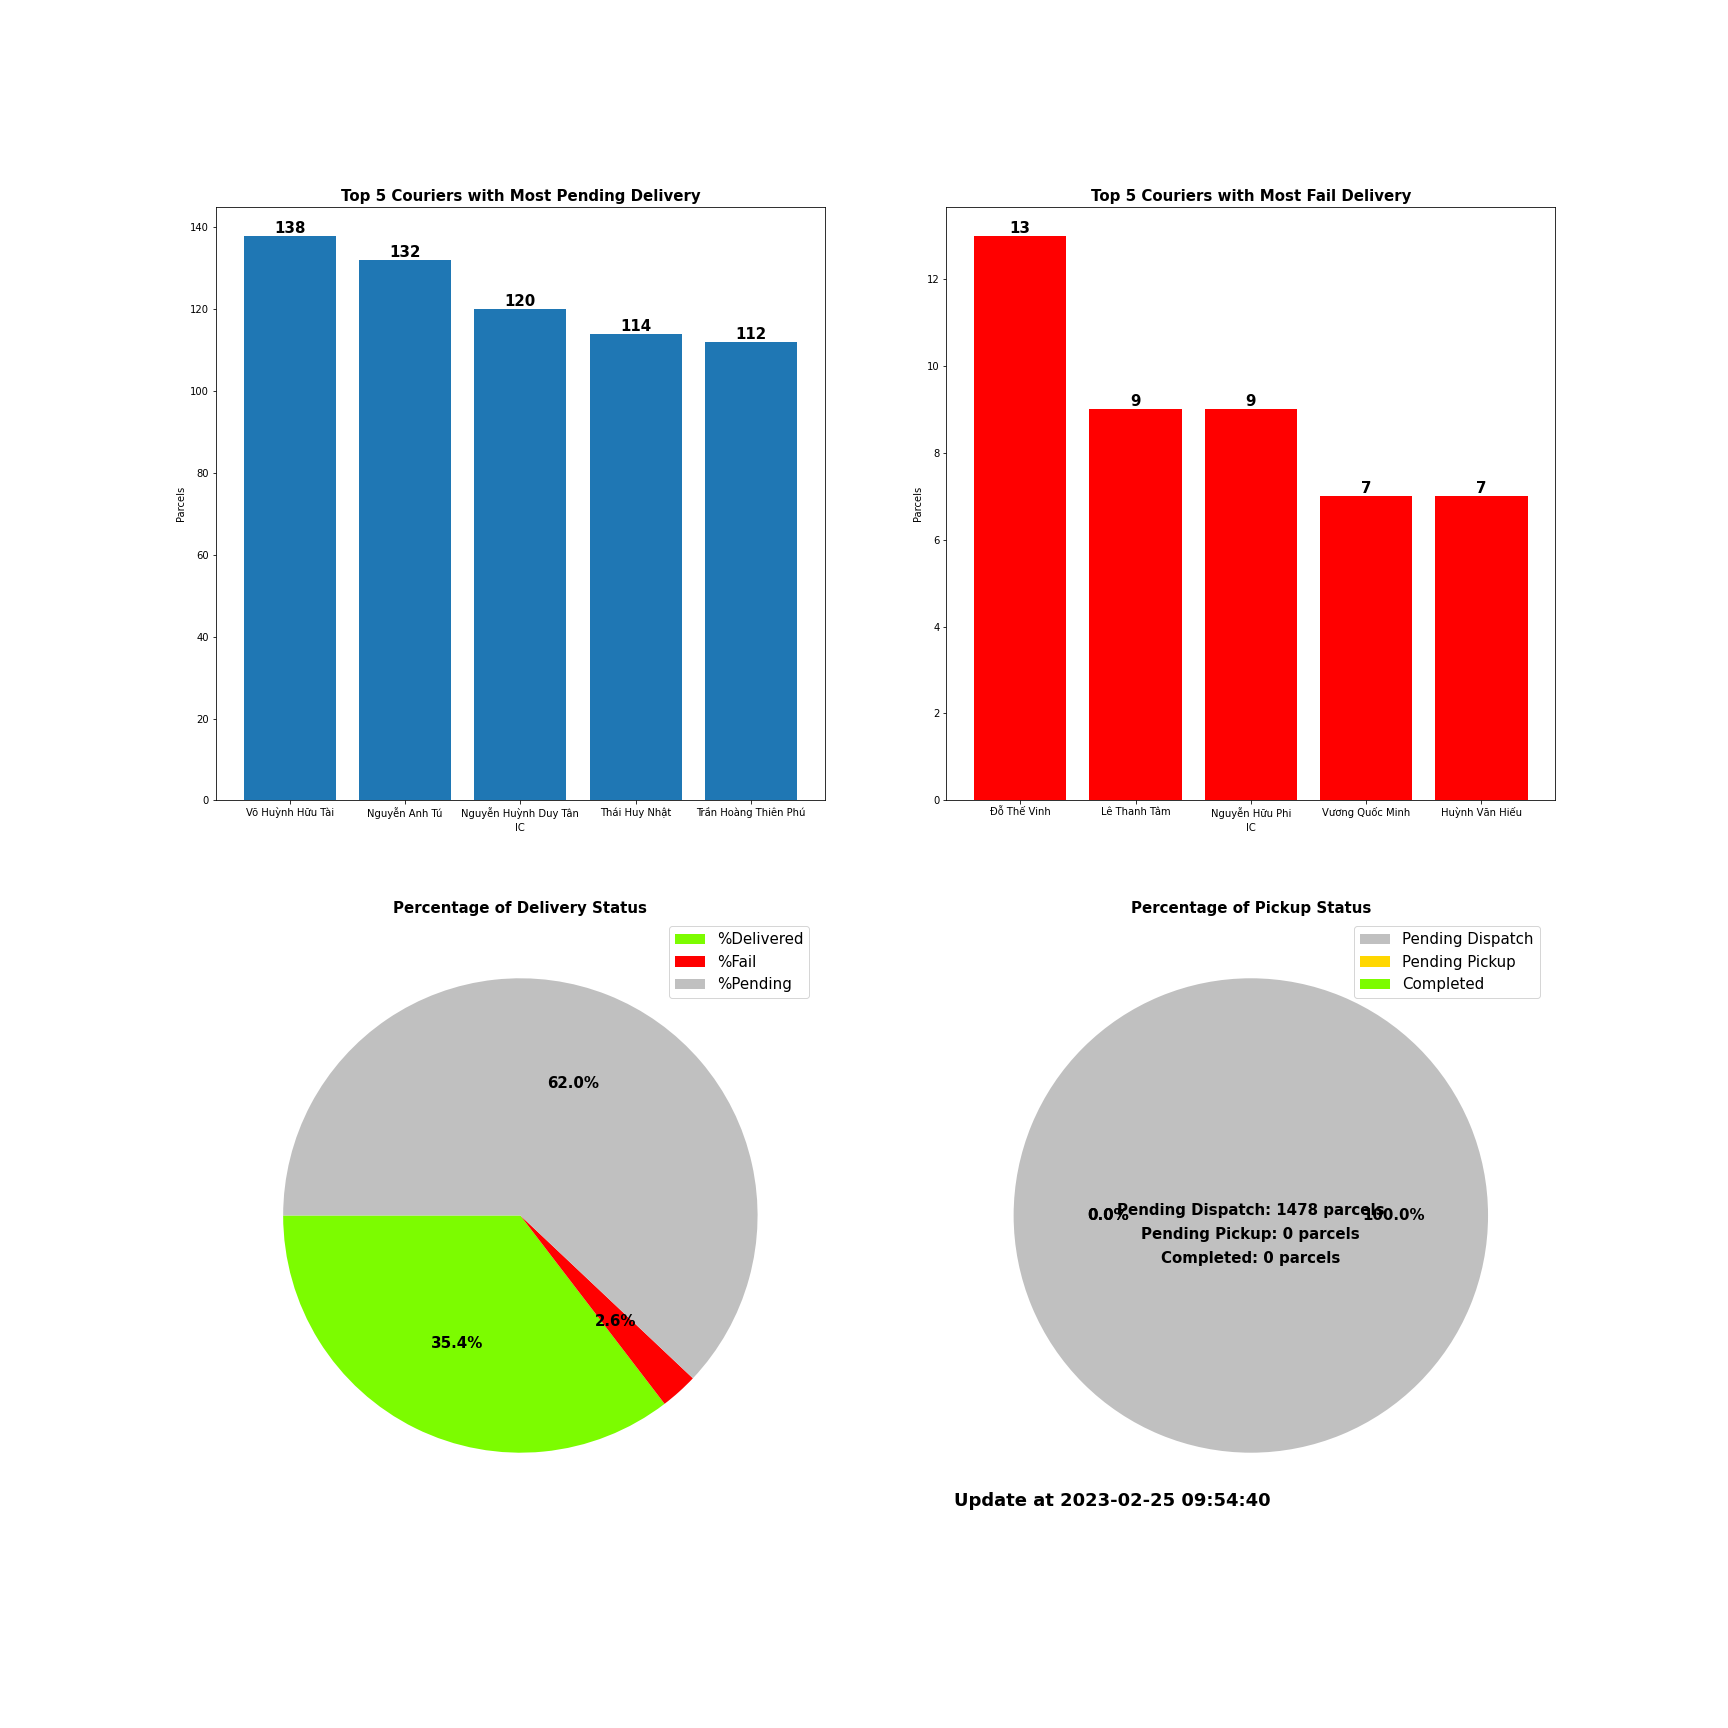 Top 5 Couriers with Most Pending Delivery
140
120
100
80
60
40
20
0
Parcels
138
132
120
114
112
Võ Huỳnh Hữu Tài
Nguyễn Anh Tú
Nguyễn Huỳnh Duy Tân
Thái Huy Nhật
Trần Hoàng Thiên Phú
IC
Top 5 Couriers with Most Fail Delivery
12
10
8
6
4
2
0
Parcels
13
9
9
7
7
Đỗ Thế Vinh
Lê Thanh Tâm
Nguyễn Hữu Phi
Vương Quốc Minh
Huỳnh Văn Hiếu
IC
Percentage of Delivery Status
%Delivered
%Fail
%Pending
62.0%
2.6%
35.4%
Percentage of Pickup Status
Pending Dispatch
Pending Pickup
Completed
0.0%
0.0%
Pending Dispatch: 1478 parcels
100.0%
Pending Pickup: 0 parcels
Completed: 0 parcels
Update at 2023-02-25 09:54:40